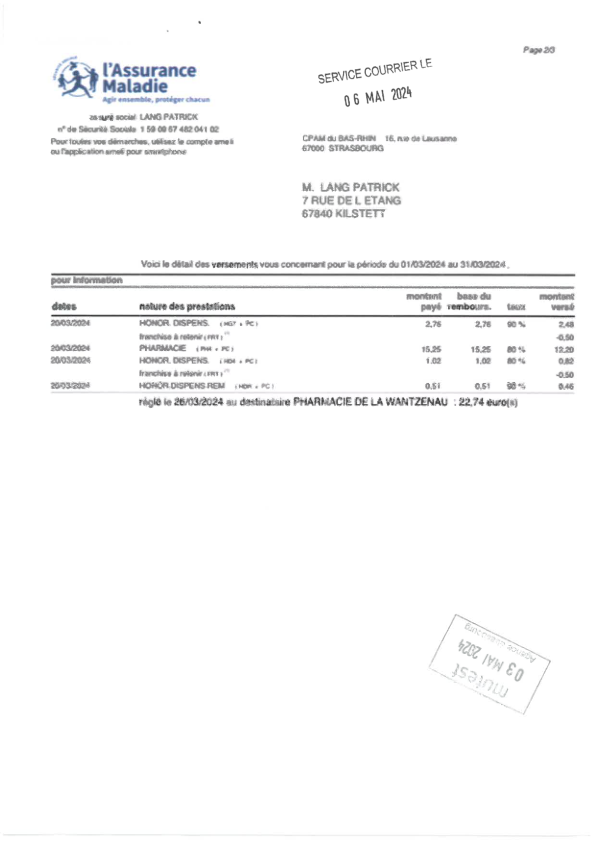 Page 2/3
l'Assurance
Maladie
Agir ensemble, protéger chacun
SERVICE COURRIER LE
06 MAI 2024
assuré social LANG PATRICK
n° de Sécurité Sociale 1 59 09 67 482 041 02
Pour toutes vos démarches, utilisez le compte ameli
ou l'application ameli pour smartphone
CPAM du BAS-RHIN 16, rue de Lausanne
67000 STRASBOURG
M. LANG PATRICK
7 RUE DE L ETANG
67840 KILSTETT
Voici le détail des versements vous concernant pour la période du 01/03/2024 au 31/03/2024.
pour information
dates nature des prestations montant payé base du rembours. taux montant versé
20/03/2024 HONOR. DISPENS. + PC) 2,76 2,76 90 % 2,48
franchise à retenir (FRT) (1) -0,50
20/03/2024 PHARMACIE (PH4 + PC) 15,25 15,25 80 % 12,20
20/03/2024 HONOR. DISPENS. (HD4 + PC) 1,02 1,02 80 % 0,82
franchise à retenir (FRT) (1) -0,50
20/03/2024 HONOR.DISPENS REM (HDR + PC) 0,51 0,51 90 % 0,46
réglé le 26/03/2024 au destinataire PHARMACIE DE LA WANTZENAU : 22,74 euro(s)
mutest
03 MAI 2024
Agence Strasbourg